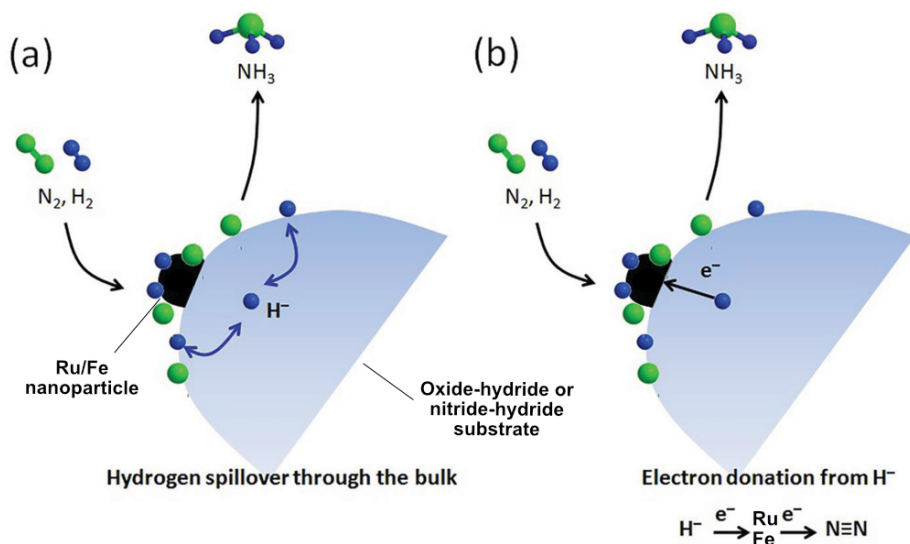 (a)
NH₃
N₂, H₂
H⁻
Ru/Fe
nanoparticle
Oxide-hydride or
nitride-hydride
substrate
Hydrogen spillover through the bulk
(b)
NH₃
N₂, H₂
e⁻
Electron donation from H⁻
H⁻ e⁻ Ru e⁻ N≡N
Fe